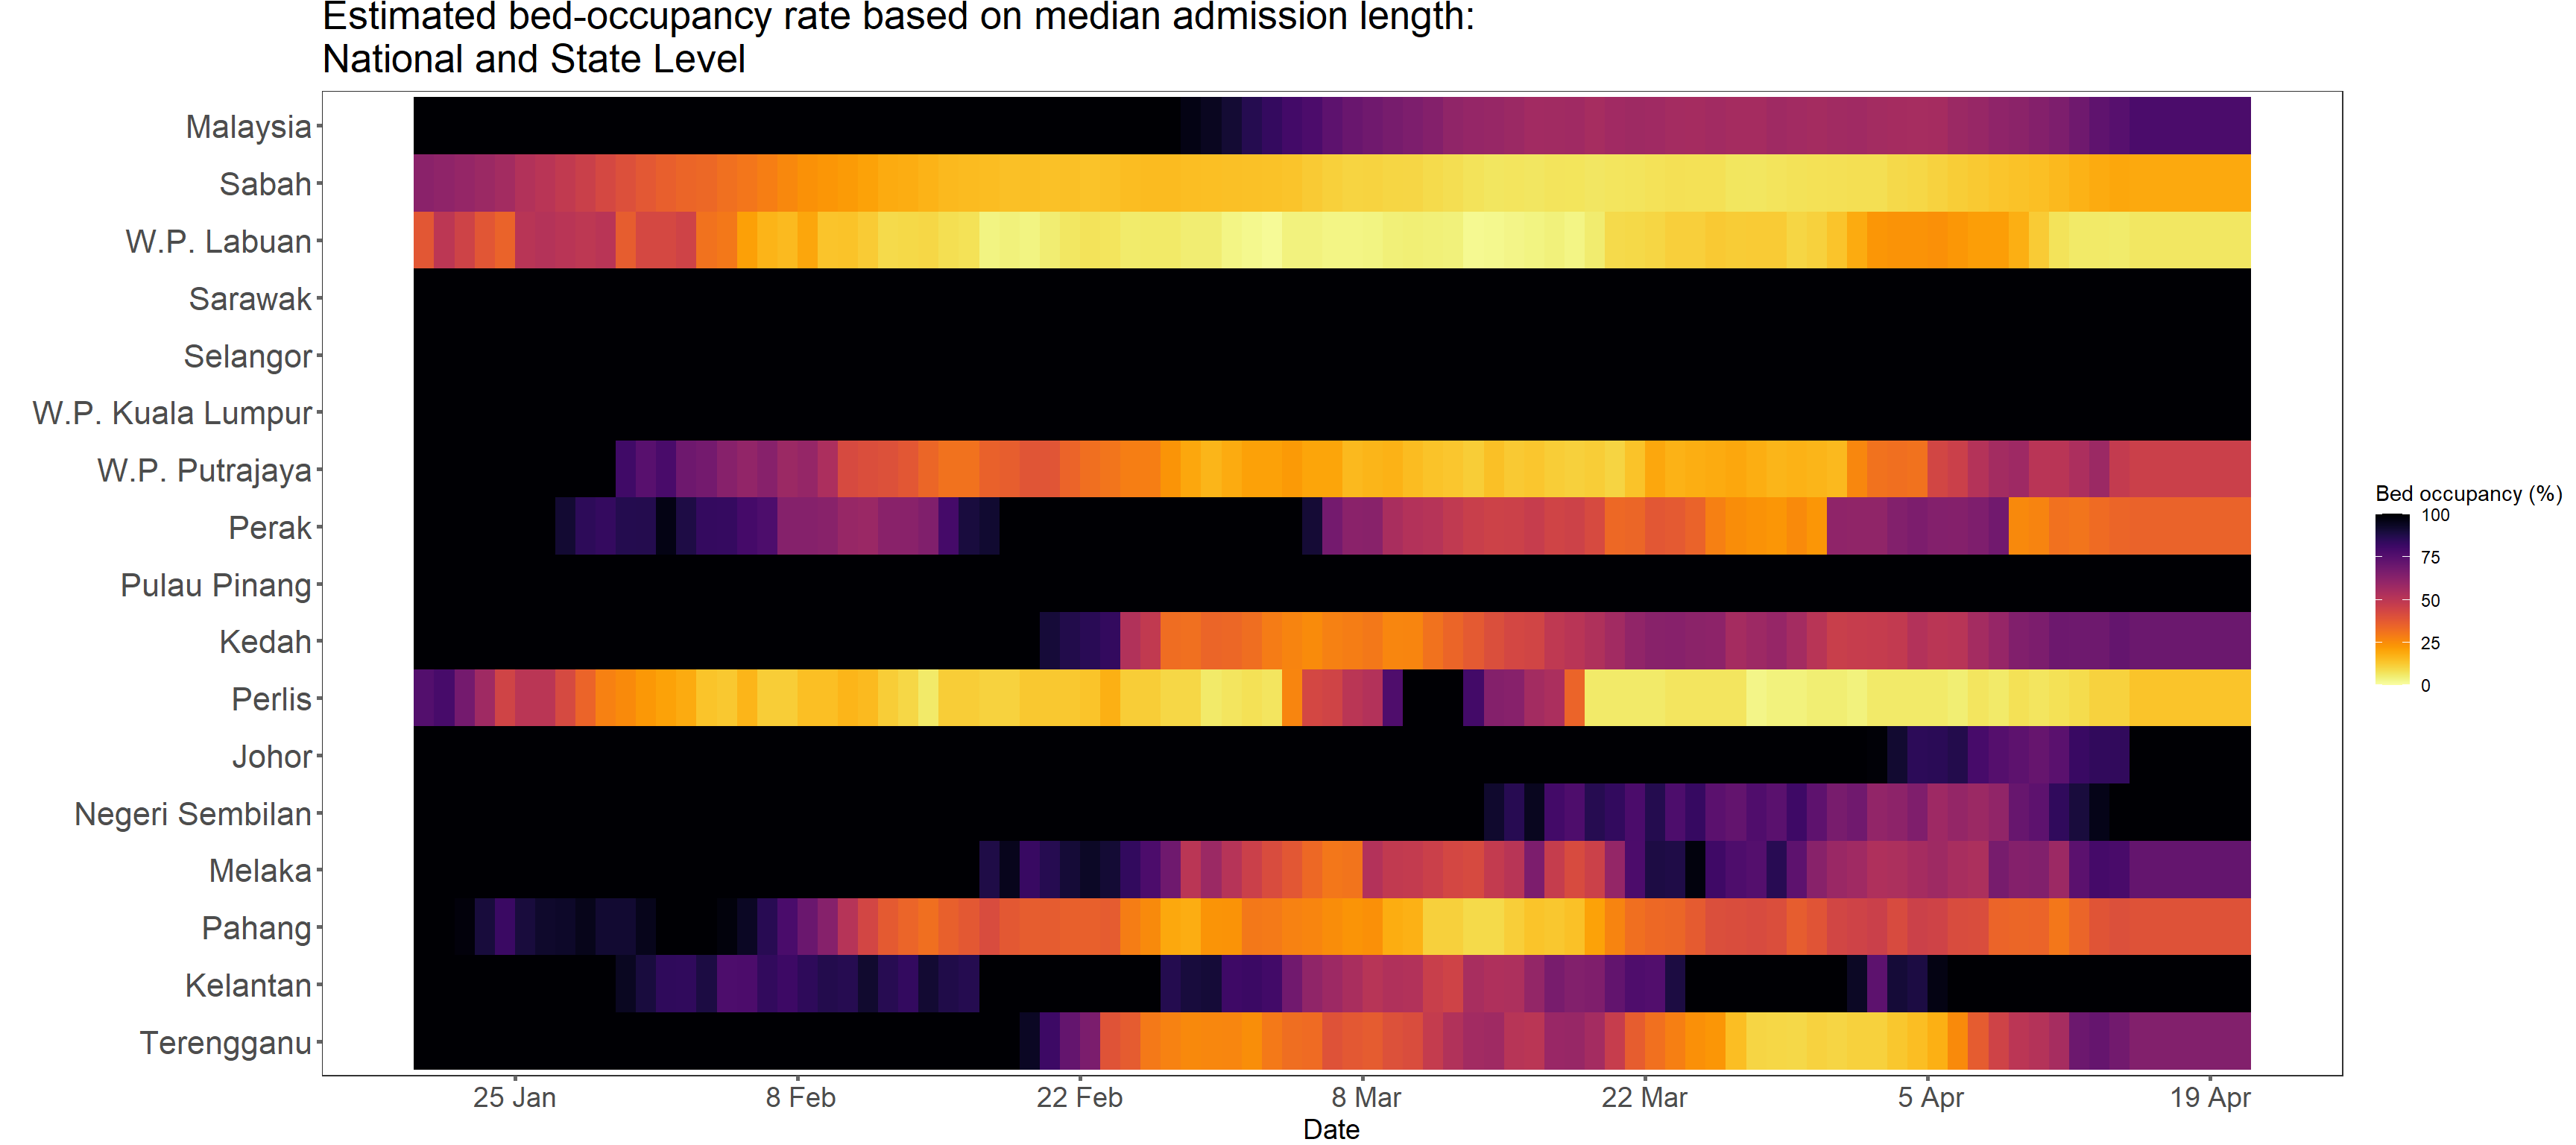 Estimated bed-occupancy rate based on median admission length:
National and State Level
Malaysia
Sabah
W.P. Labuan
Sarawak
Selangor
W.P. Kuala Lumpur
W.P. Putrajaya
Perak
Pulau Pinang
Kedah
Perlis
Johor
Negeri Sembilan
Melaka
Pahang
Kelantan
Terengganu
25 Jan
8 Feb
22 Feb
8 Mar
22 Mar
5 Apr
19 Apr
Date
Bed occupancy (%)
100
75
50
25
0